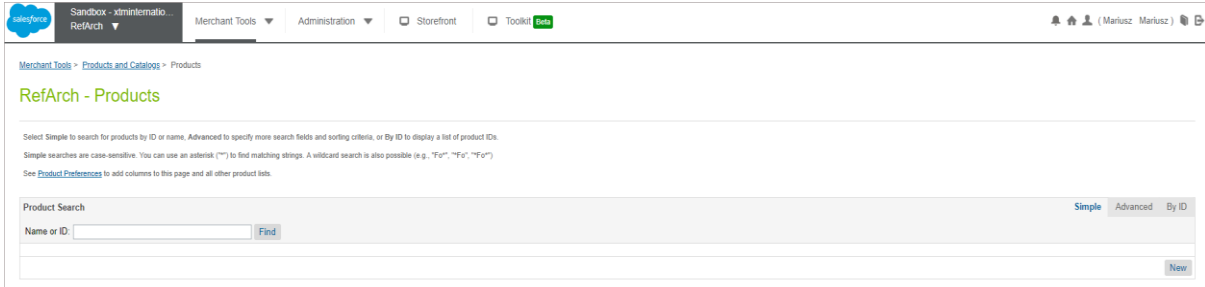 salesforce
Sandbox - xtminternatio...
RefArch
Merchant Tools
Administration
Storefront
Toolkit Beta
( Mariusz Mariusz )
Merchant Tools > Products and Catalogs > Products
RefArch - Products
Select Simple to search for products by ID or name, Advanced to specify more search fields and sorting criteria, or By ID to display a list of product IDs.
Simple searches are case-sensitive. You can use an asterisk ("*") to find matching strings. A wildcard search is also possible (e.g., "Fo*", "*Fo", "*Fo*")
See Product Preferences to add columns to this page and all other product lists.
Product Search
Simple Advanced By ID
Name or ID: Find
New